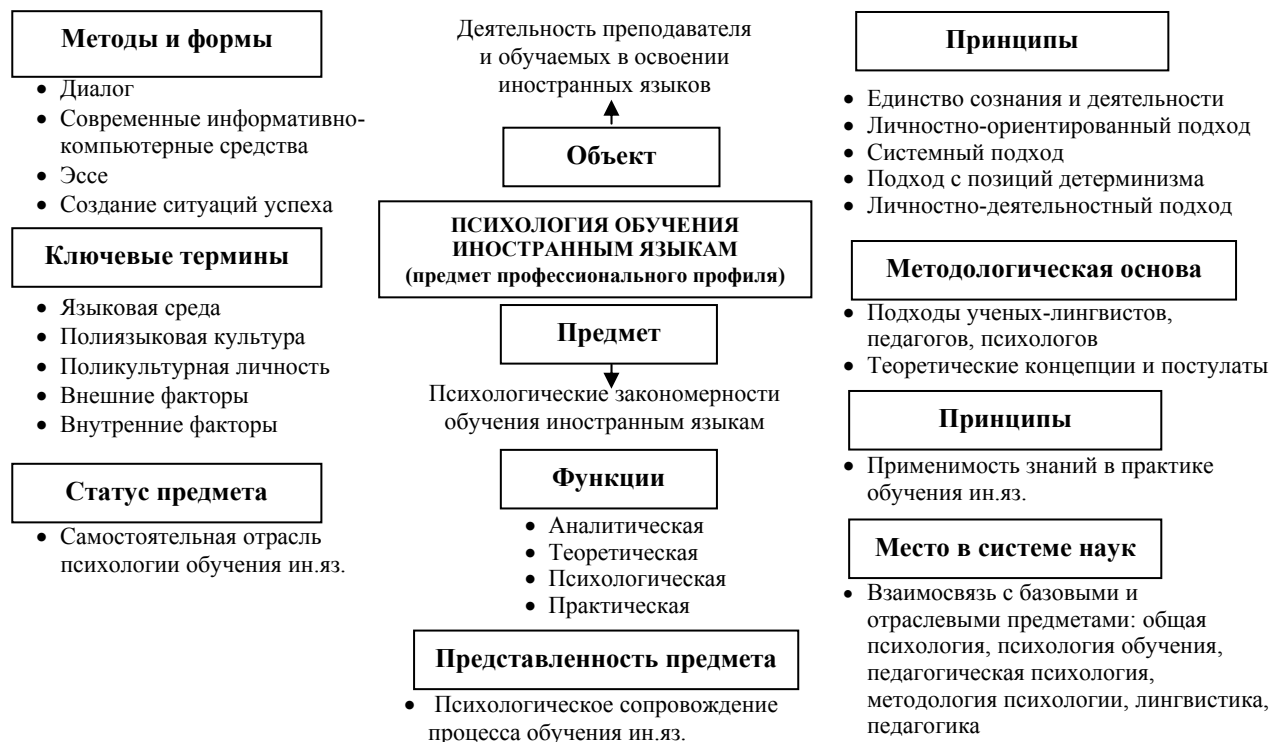 Методы и формы
• Диалог
• Современные информативно-
компьютерные средства
• Эссе
• Создание ситуаций успеха
Ключевые термины
• Языковая среда
• Полиязыковая культура
• Поликультурная личность
• Внешние факторы
• Внутренние факторы
Статус предмета
• Самостоятельная отрасль
психологии обучения ин.яз.
Деятельность преподавателя
и обучаемых в освоении
иностранных языков
Объект
ПСИХОЛОГИЯ ОБУЧЕНИЯ
ИНОСТРАННЫМ ЯЗЫКАМ
(предмет профессионального профиля)
Предмет
Психологические закономерности
обучения иностранным языкам
Функции
• Аналитическая
• Теоретическая
• Психологическая
• Практическая
Представленность предмета
• Психологическое сопровождение
процесса обучения ин.яз.
Принципы
• Единство сознания и деятельности
• Личностно-ориентированный подход
• Системный подход
• Подход с позиций детерминизма
• Личностно-деятельностный подход
Методологическая основа
• Подходы ученых-лингвистов,
педагогов, психологов
• Теоретические концепции и постулаты
Принципы
• Применимость знаний в практике
обучения ин.яз.
Место в системе наук
• Взаимосвязь с базовыми и
отраслевыми предметами: общая
психология, психология обучения,
педагогическая психология,
методология психологии, лингвистика,
педагогика